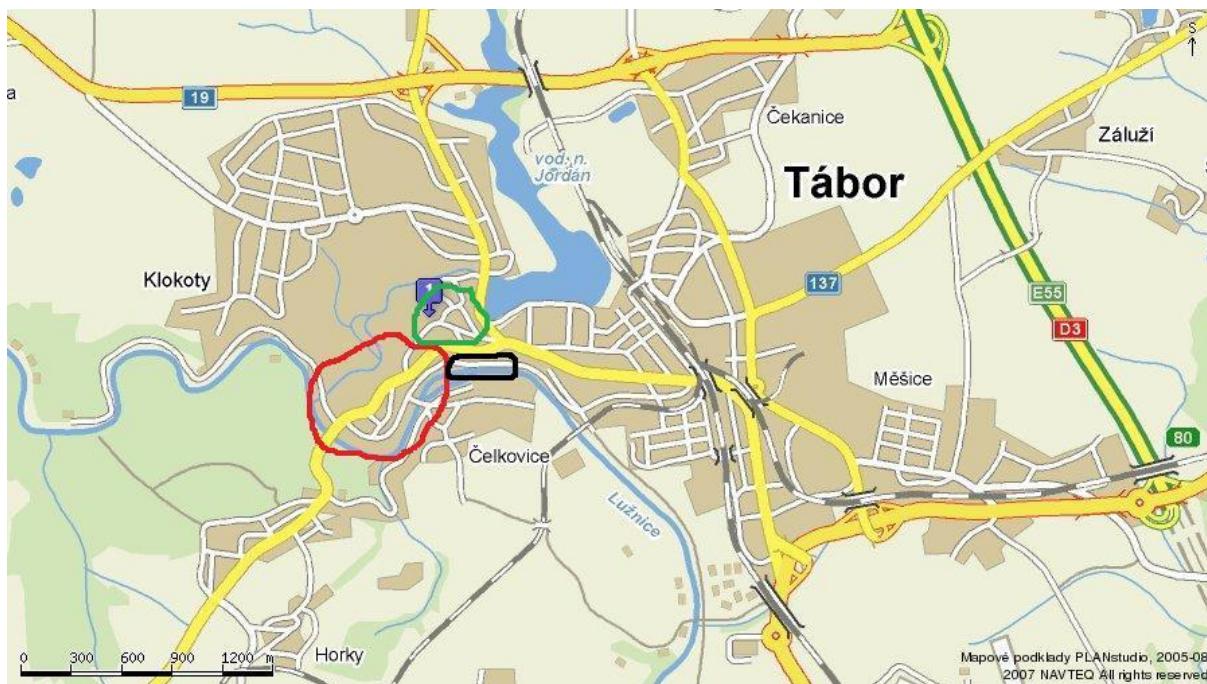 S
19
a
Čekanice
Záluží
vod. n.
Jordán
Tábor
Klokoty
1
137
E55
D3
Měšice
80
Čelkovice
Lužnice
Horky
0 300 600 900 1200 m
Mapové podklady PLANstudio, 2005-08
2007 NAVTEQ All rights reserved